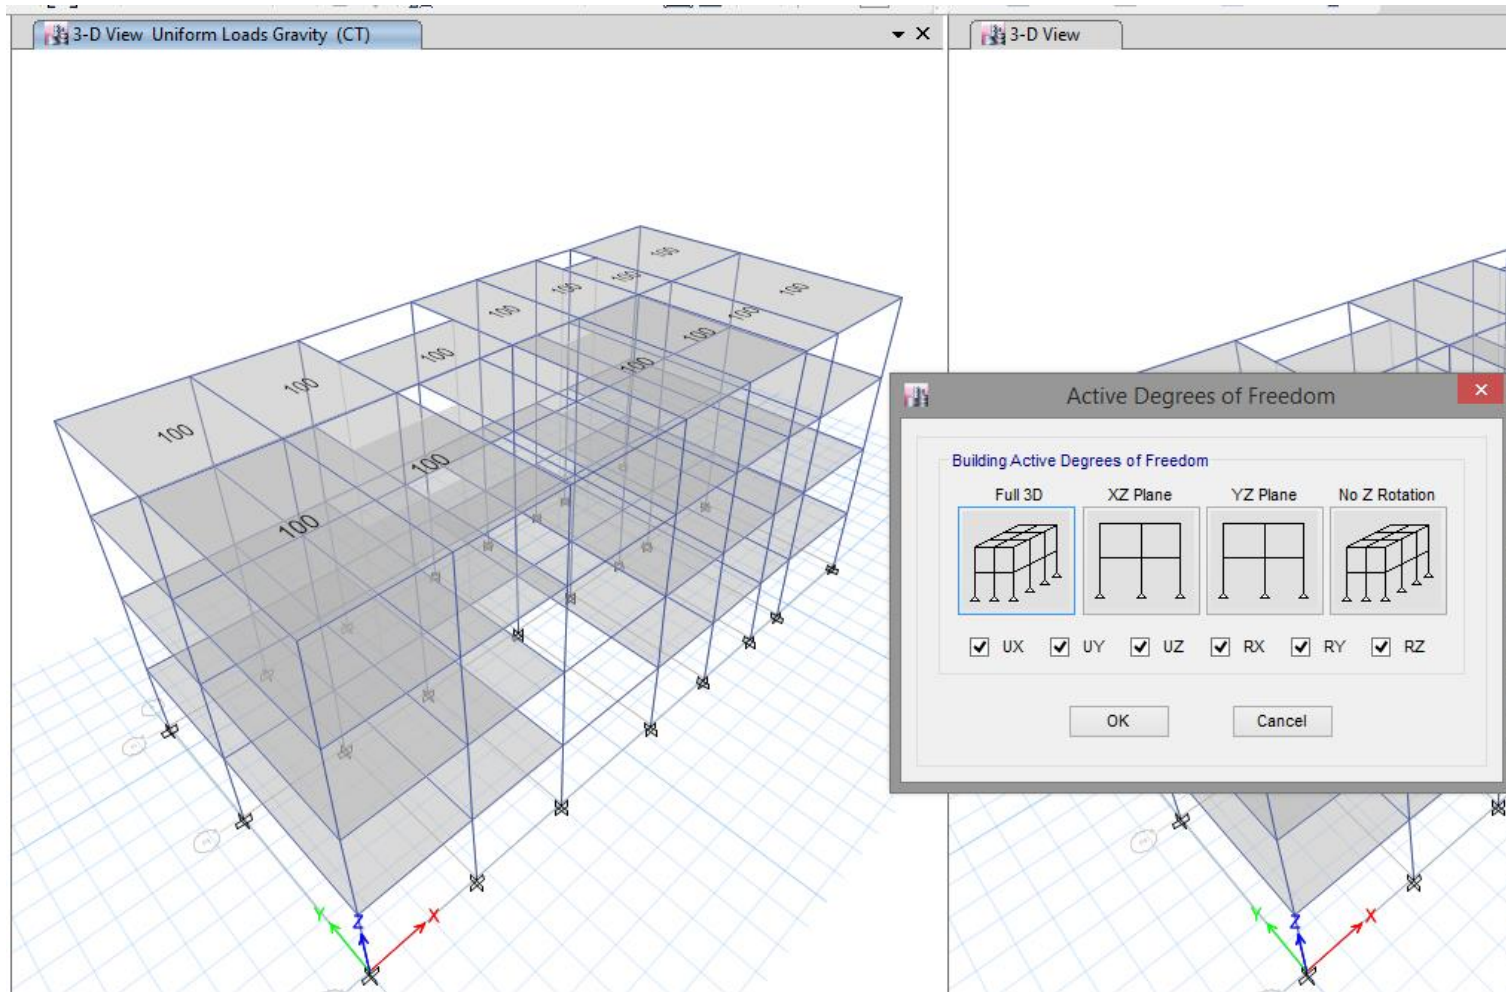 3-D View Uniform Loads Gravity (CT)
3-D View
100
100
100
100
100
100
100
100
100
100
100
100
100
Y
Z
X
Y
Z
X
Active Degrees of Freedom
Building Active Degrees of Freedom
Full 3D
XZ Plane
YZ Plane
No Z Rotation
UX
UY
UZ
RX
RY
RZ
OK
Cancel